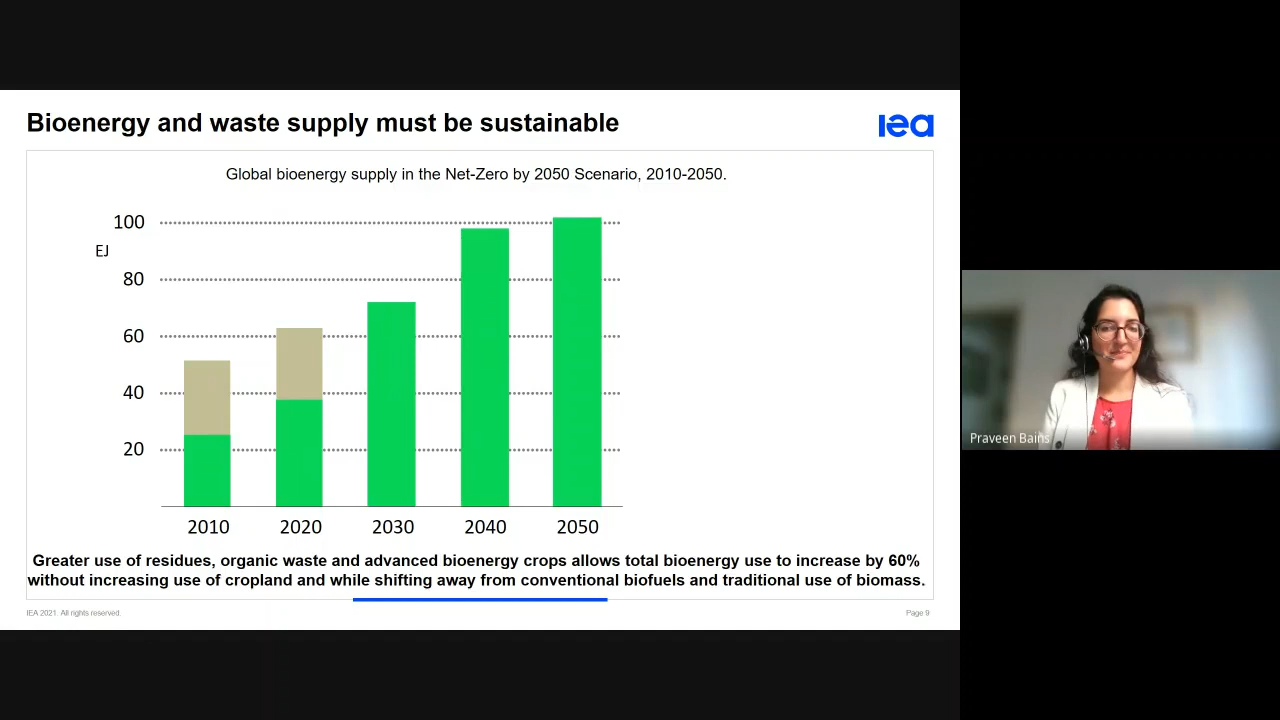 Bioenergy and waste supply must be sustainable
iea
Global bioenergy supply in the Net-Zero by 2050 Scenario, 2010-2050.
100
EJ
80
60
40
20
2010 2020 2030 2040 2050
Greater use of residues, organic waste and advanced bioenergy crops allows total bioenergy use to increase by 60%
without increasing use of cropland and while shifting away from conventional biofuels and traditional use of biomass.
IEA 2021. All rights reserved.
Page 9
Praveen Bains